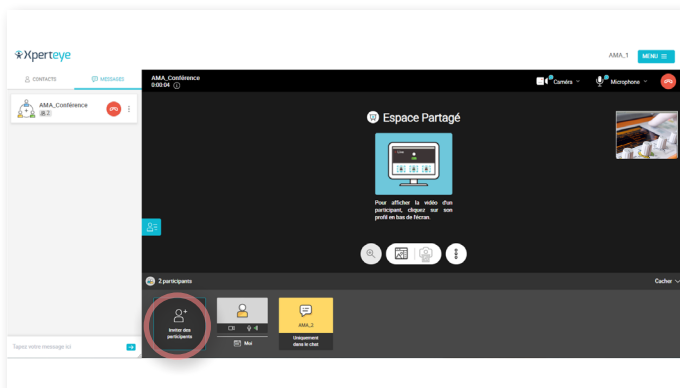 Xperteye
AMA_1
MENU
CONTACTS
MESSAGES
AMA_Conférence
0:00:04
Caméra
Microphone
AMA_Conférence
2
Espace Partagé
Pour afficher la vidéo d'un
participant, cliquez sur son
profil en bas de l'écran.
2 participants
Cacher
Inviter des
participants
Moi
AMA_2
Uniquement
dans le chat
Tapez votre message ici